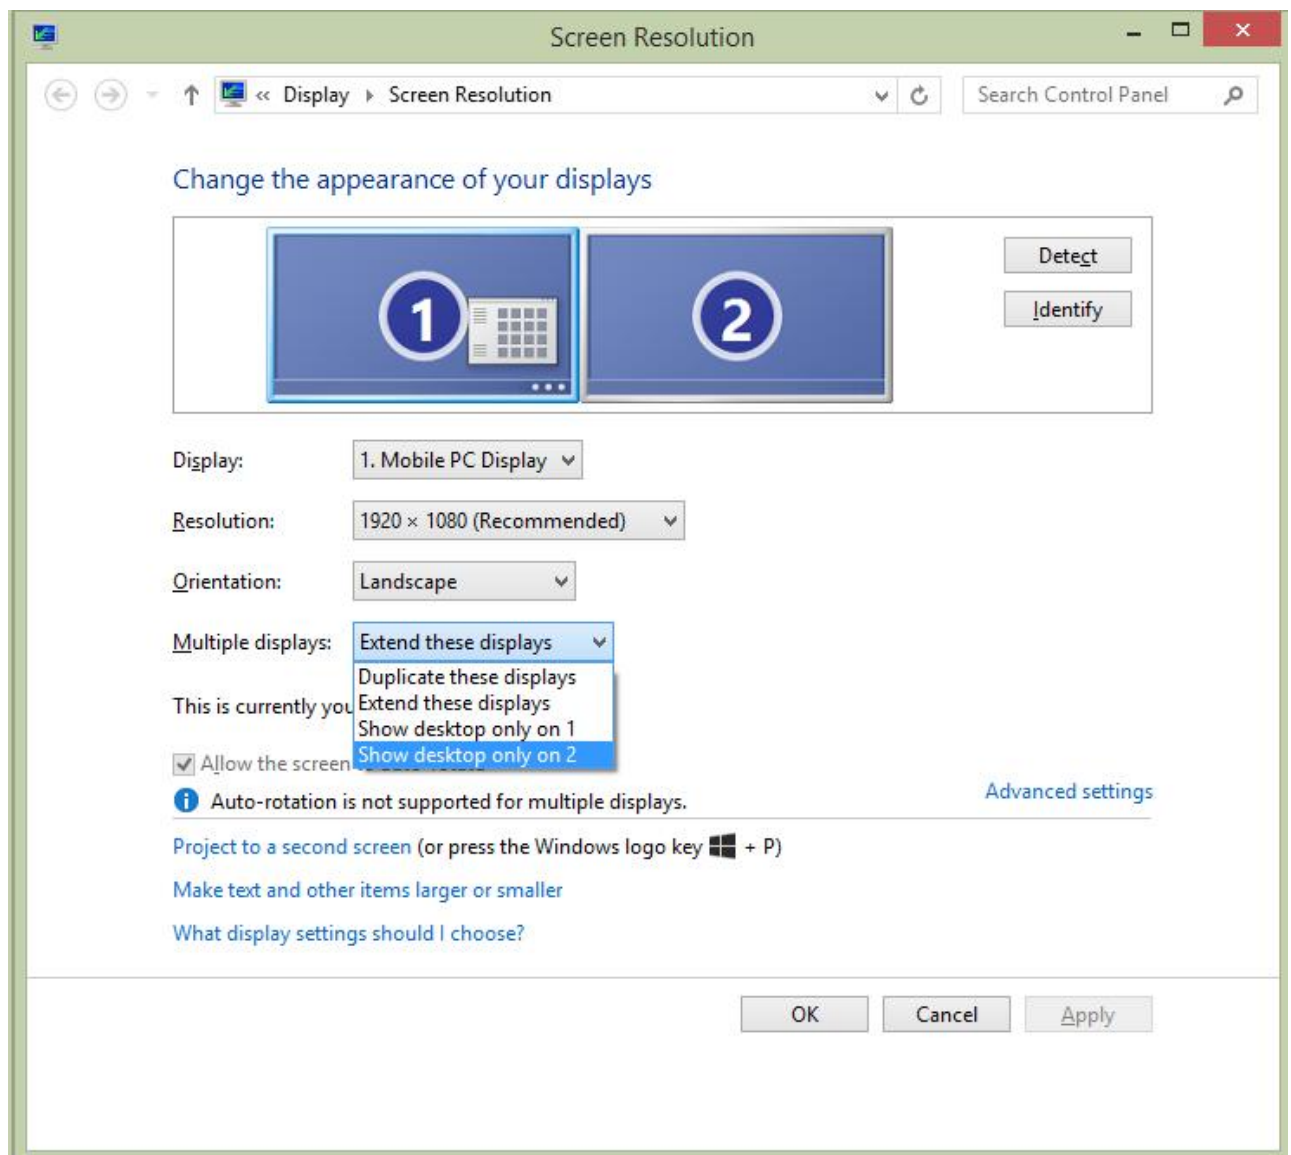 Screen Resolution
« Display Screen Resolution
Search Control Panel
Change the appearance of your displays
1
2
Detect
Identify
Display:
1. Mobile PC Display
Resolution:
1920 × 1080 (Recommended)
Orientation:
Landscape
Multiple displays:
Extend these displays
Duplicate these displays
Extend these displays
Show desktop only on 1
Show desktop only on 2
This is currently
Allow the screen
Auto-rotation is not supported for multiple displays.
Advanced settings
Project to a second screen (or press the Windows logo key + P)
Make text and other items larger or smaller
What display settings should I choose?
OK
Cancel
Apply